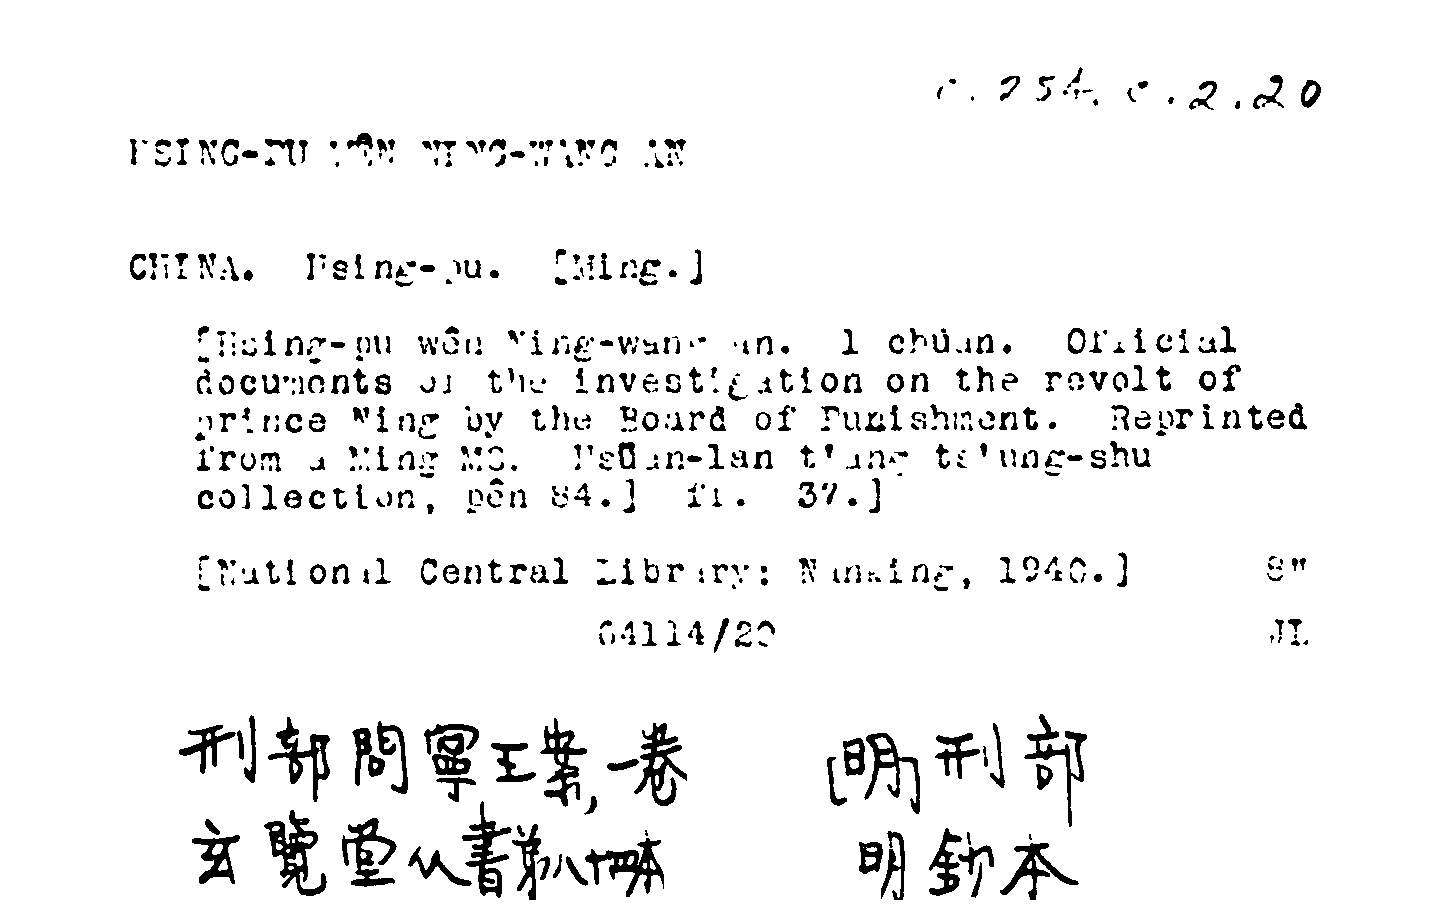 c.254.c.2.20
HSING-PU WÊN NING-WANG AN
CHINA. Hsing-pu. [Ming.]
[Hsing-pu wên Ning-wang an. 1 chüan. Official
documents of the investigation on the revolt of
prince Ning by the Board of Punishment. Reprinted
from a Ming MS. Hsüan-lan t'ang ts'ung-shu
collection, pên 84.] ff. 37.]
[National Central Library: Nanking, 1940.] 8"
64114/20 JL
刑部問寧王案,一卷 [明]刑部
玄覽堂从書第八十四本 明鈔本